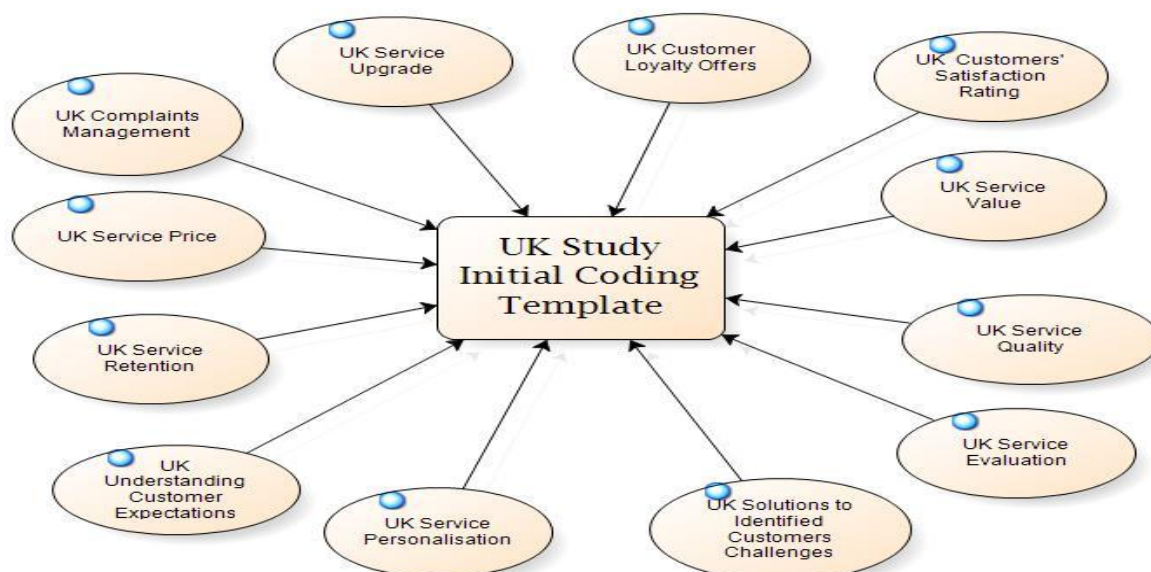 UK Service
Upgrade
UK Customer
Loyalty Offers
UK Customers'
Satisfaction
Rating
UK Complaints
Management
UK Service
Value
UK Service Price
UK Study
Initial Coding
Template
UK Service
Retention
UK Service
Quality
UK
Understanding
Customer
Expectations
UK Service
Personalisation
UK Solutions to
Identified
Customers
Challenges
UK Service
Evaluation